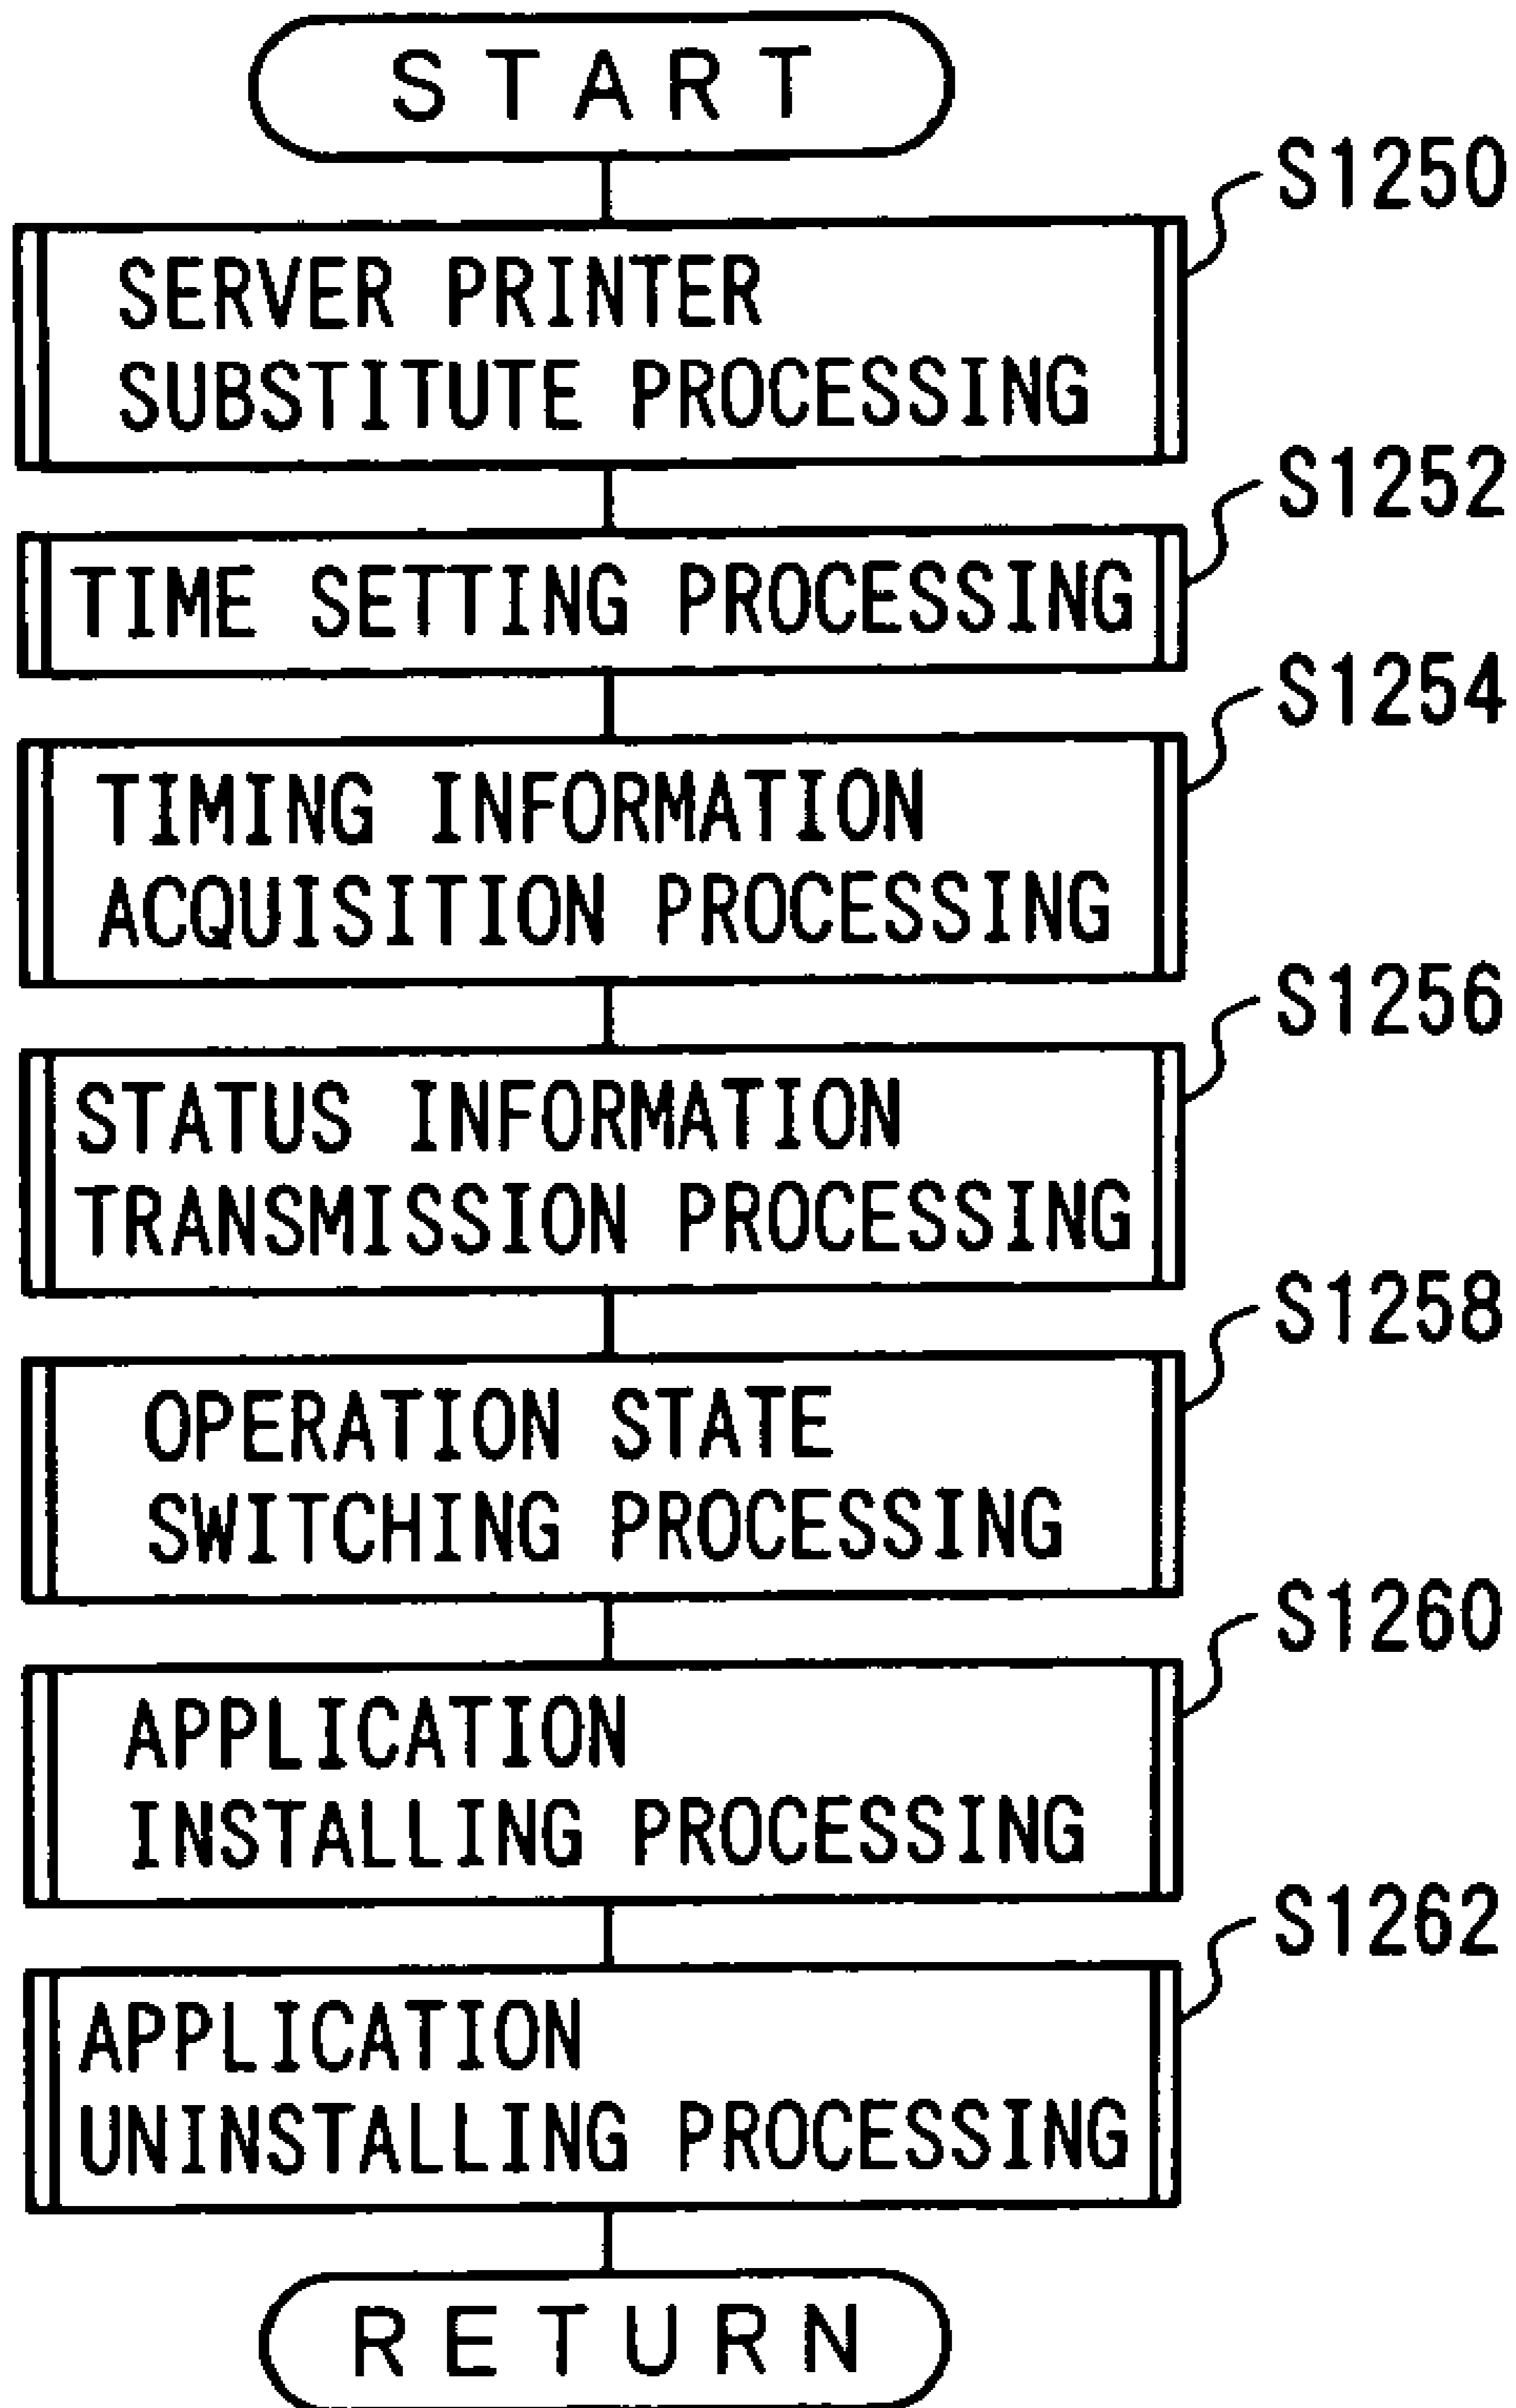 START
S1250
SERVER PRINTER
SUBSTITUTE PROCESSING
S1252
TIME SETTING PROCESSING
S1254
TIMING INFORMATION
ACQUISITION PROCESSING
S1256
STATUS INFORMATION
TRANSMISSION PROCESSING
S1258
OPERATION STATE
SWITCHING PROCESSING
S1260
APPLICATION
INSTALLING PROCESSING
S1262
APPLICATION
UNINSTALLING PROCESSING
RETURN